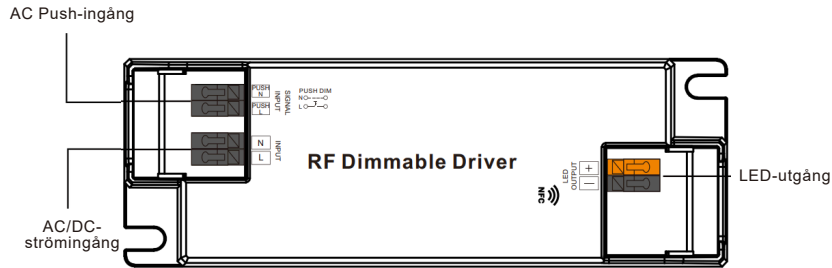 AC Push-ingång
PUSH
N
PUSH
L
SIGNAL
INPUT
PUSH DIM
N
L
N
L
INPUT
RF Dimmable Driver
NFC
LED
OUTPUT
+
—
LED-utgång
AC/DC-
strömingång